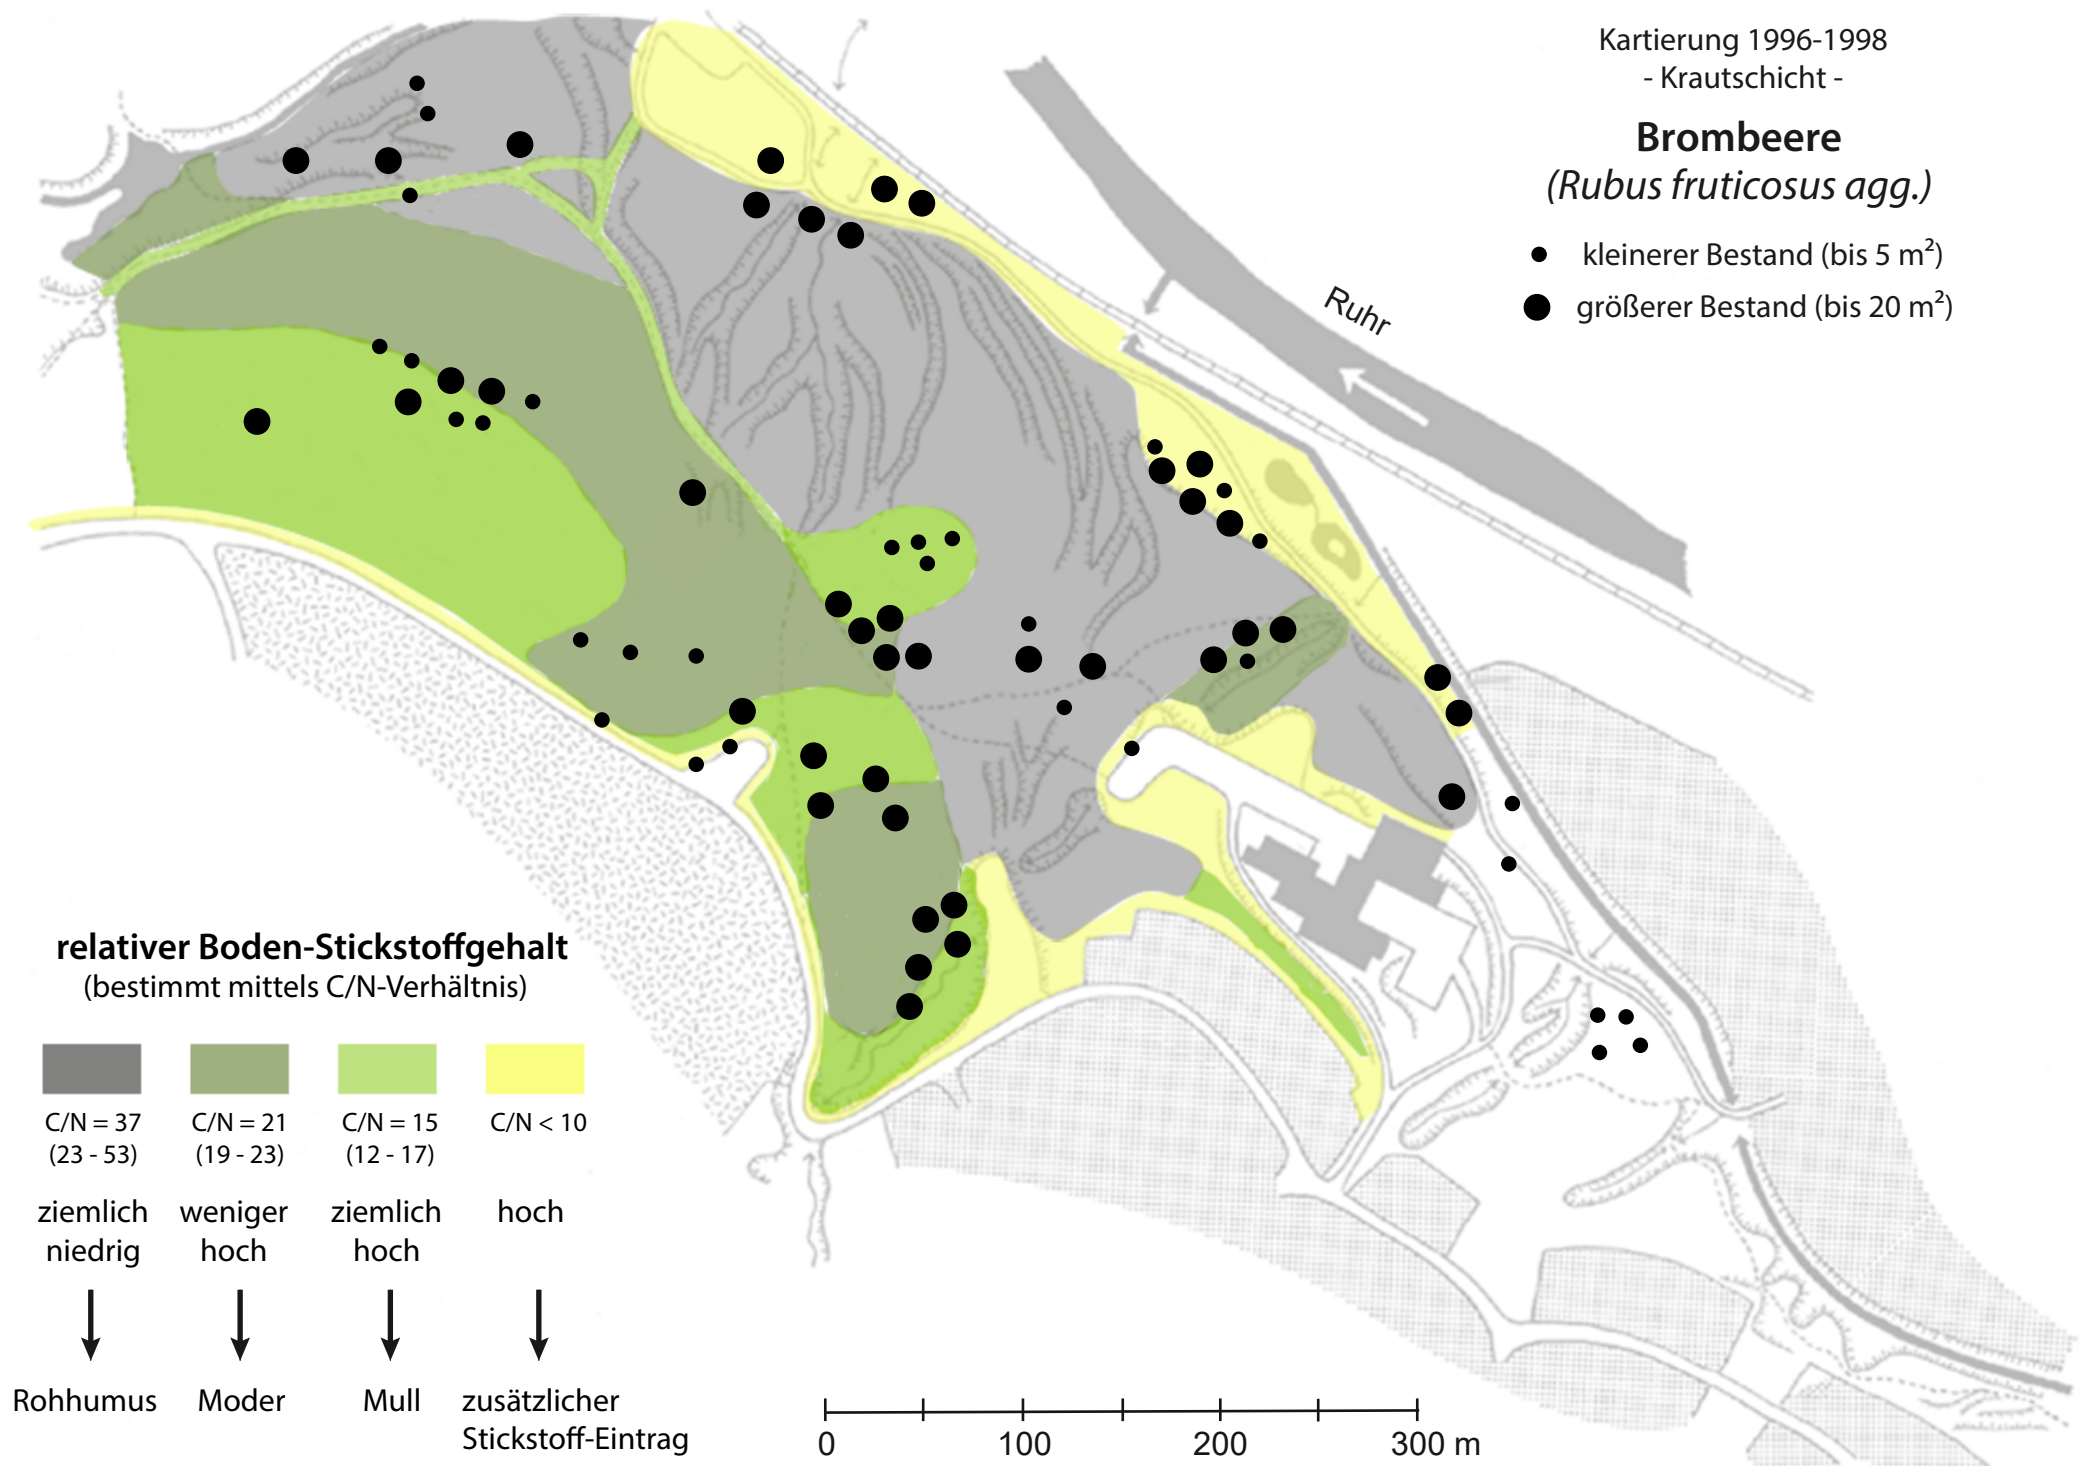 Kartierung 1996-1998
- Krautschicht -
Brombeere
(Rubus fruticosus agg.)
kleinerer Bestand (bis 5 m²)
größerer Bestand (bis 20 m²)
Ruhr
relativer Boden-Stickstoffgehalt
(bestimmt mittels C/N-Verhältnis)
C/N = 37 C/N = 21 C/N = 15 C/N < 10
(23 - 53) (19 - 23) (12 - 17)
ziemlich weniger ziemlich hoch
niedrig hoch hoch
Rohhumus Moder Mull zusätzlicher
Stickstoff-Eintrag
0 100 200 300 m